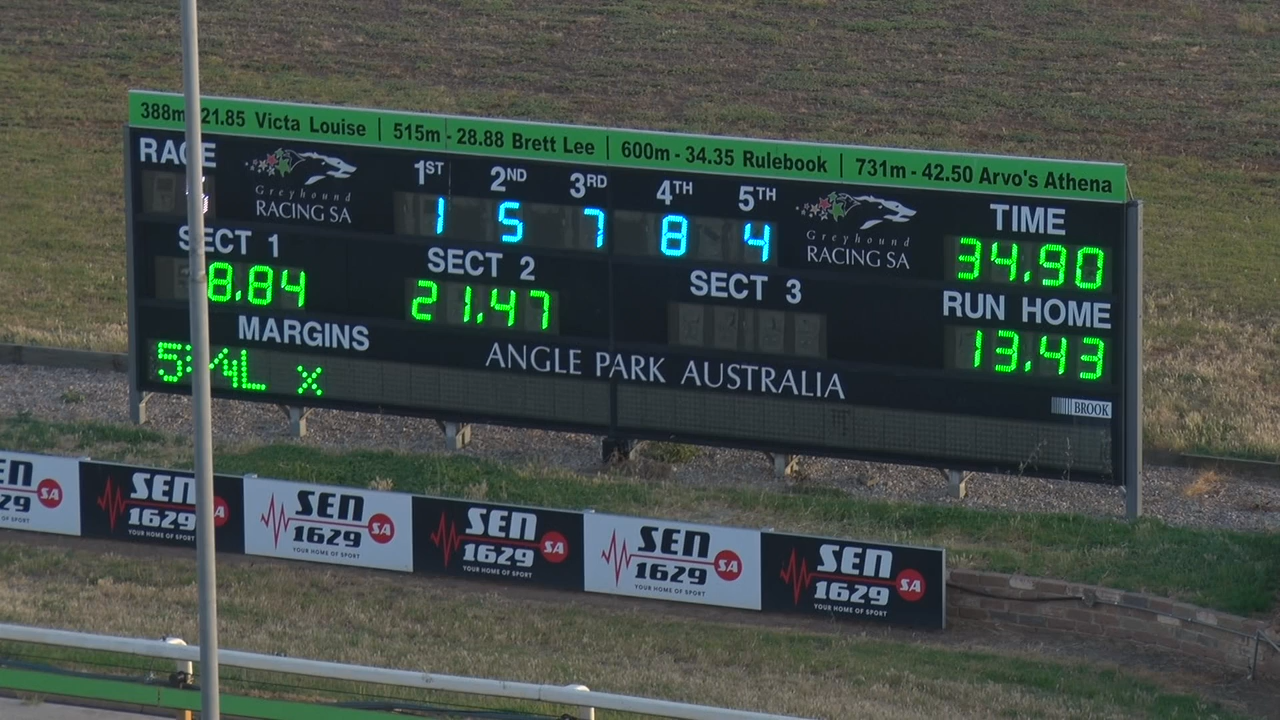 388m 21.85 Victa Louise | 515m - 28.88 Brett Lee | 600m - 34.35 Rulebook | 731m - 42.50 Arvo's Athena
RACE
Greyhound
RACING SA
1ST 2ND 3RD 4TH 5TH
1 5 7 8 4
Greyhound
RACING SA
TIME
34.90
SECT 1
8.84
SECT 2
21.47
SECT 3
RUN HOME
13.43
MARGINS
ANGLE PARK AUSTRALIA
BROOK
EN
29 SA
SEN
1629 A
YOUR HOME OF SPORT
SEN
1629 SA
YOUR HOME OF SPORT
SEN
1629 SA
YOUR HOME OF SPORT
SEN
1629 SA
YOUR HOME OF SPORT
SEN
1629 SA
YOUR HOME OF SPORT